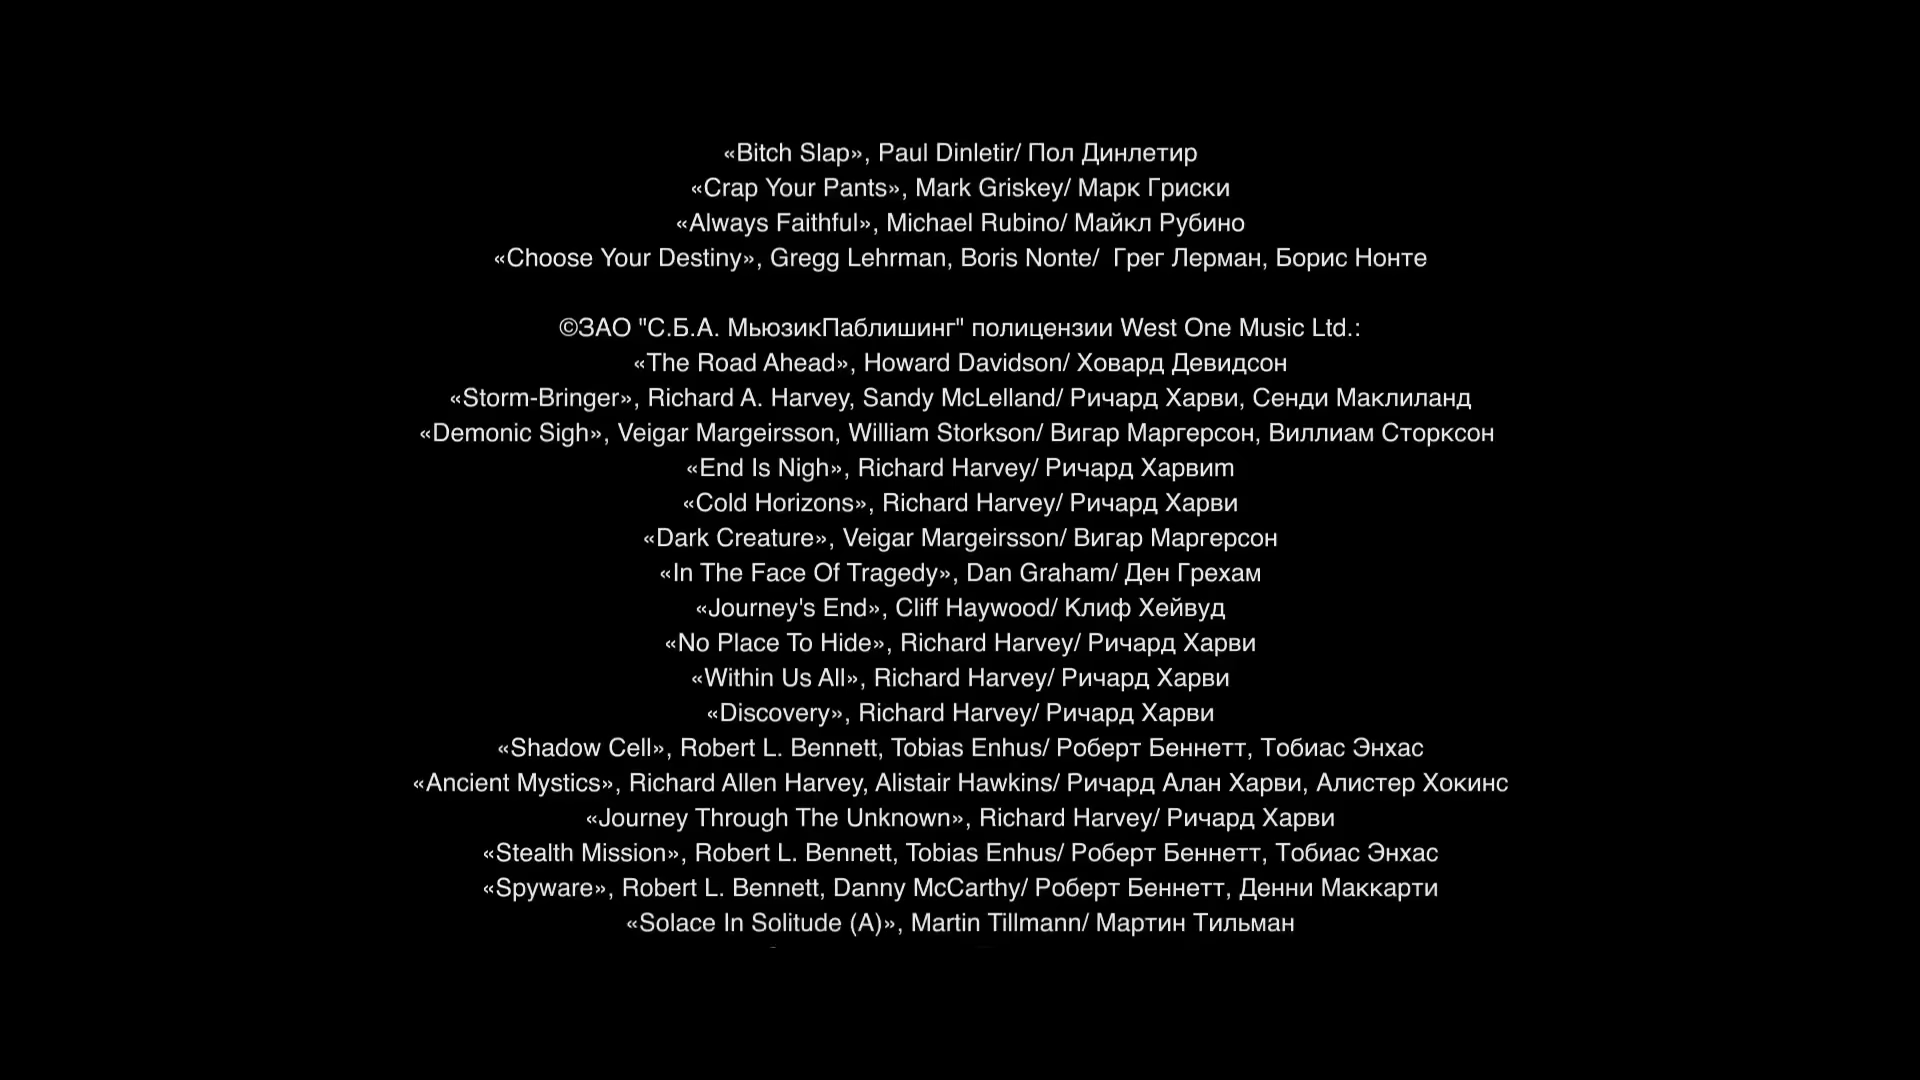 «Bitch Slap», Paul Dinletir/ Пол Динлетир
«Crap Your Pants», Mark Griskey/ Марк Гриски
«Always Faithful», Michael Rubino/ Майкл Рубино
«Choose Your Destiny», Gregg Lehrman, Boris Nonte/  Грег Лерман, Борис Нонте
©ЗАО "С.Б.А. МьюзикПаблишинг" полицензии West One Music Ltd.:
«The Road Ahead», Howard Davidson/ Ховард Девидсон
«Storm-Bringer», Richard A. Harvey, Sandy McLelland/ Ричард Харви, Сенди Маклиланд
«Demonic Sigh», Veigar Margeirsson, William Storkson/ Вигар Маргерсон, Виллиам Сторксон
«End Is Nigh», Richard Harvey/ Ричард Харвиm
«Cold Horizons», Richard Harvey/ Ричард Харви
«Dark Creature», Veigar Margeirsson/ Вигар Маргерсон
«In The Face Of Tragedy», Dan Graham/ Ден Грехам
«Journey's End», Cliff Haywood/ Клиф Хейвуд
«No Place To Hide», Richard Harvey/ Ричард Харви
«Within Us All», Richard Harvey/ Ричард Харви
«Discovery», Richard Harvey/ Ричард Харви
«Shadow Cell», Robert L. Bennett, Tobias Enhus/ Роберт Беннетт, Тобиас Энхас
«Ancient Mystics», Richard Allen Harvey, Alistair Hawkins/ Ричард Алан Харви, Алистер Хокинс
«Journey Through The Unknown», Richard Harvey/ Ричард Харви
«Stealth Mission», Robert L. Bennett, Tobias Enhus/ Роберт Беннетт, Тобиас Энхас
«Spyware», Robert L. Bennett, Danny McCarthy/ Роберт Беннетт, Денни Маккарти
«Solace In Solitude (A)», Martin Tillmann/ Мартин Тильман